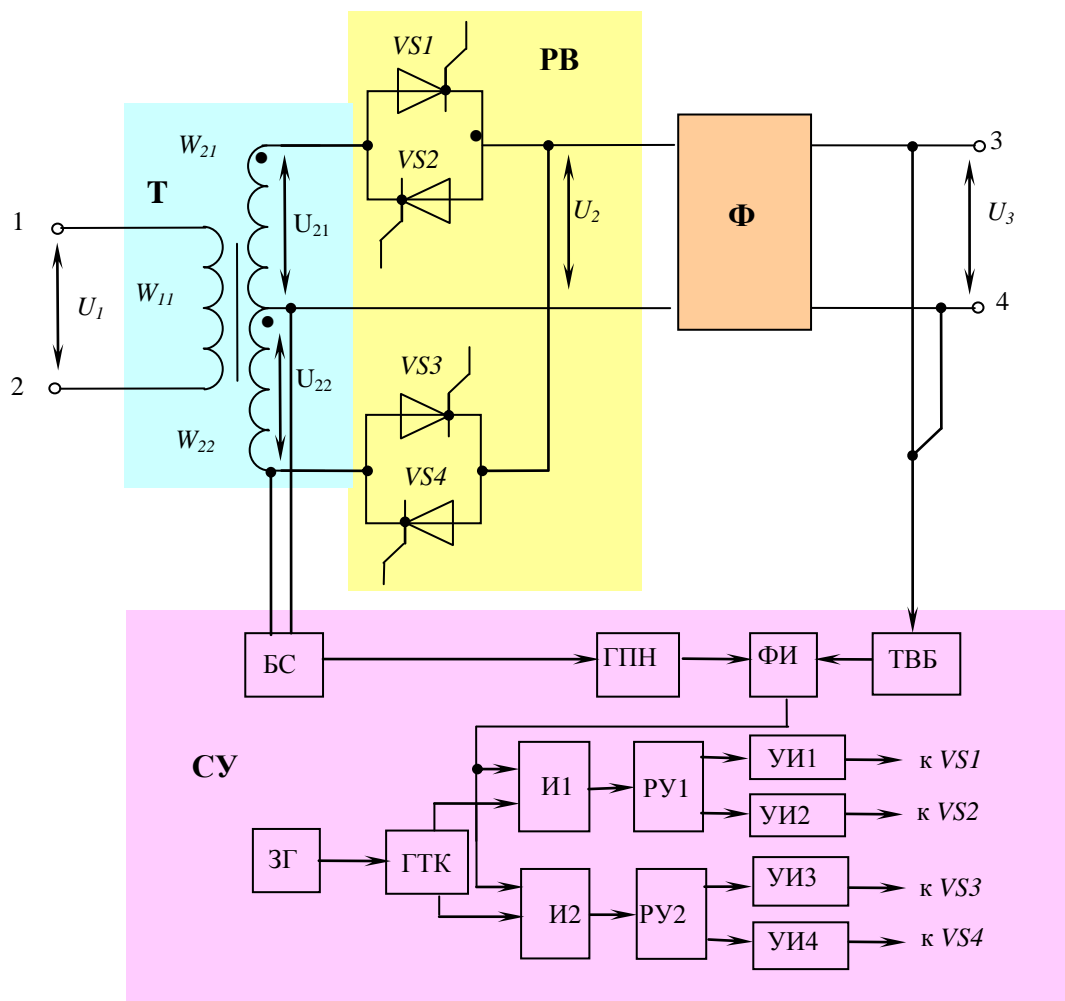 VS1
РВ
W21
VS2
3
Т
U2
Ф
U3
1
U21
W11
U1
4
VS3
2
U22
W22
VS4
БС
ГПН
ФИ
ТВБ
СУ
И1
РУ1
УИ1
к VS1
УИ2
к VS2
ЗГ
ГТК
И2
РУ2
УИ3
к VS3
УИ4
к VS4